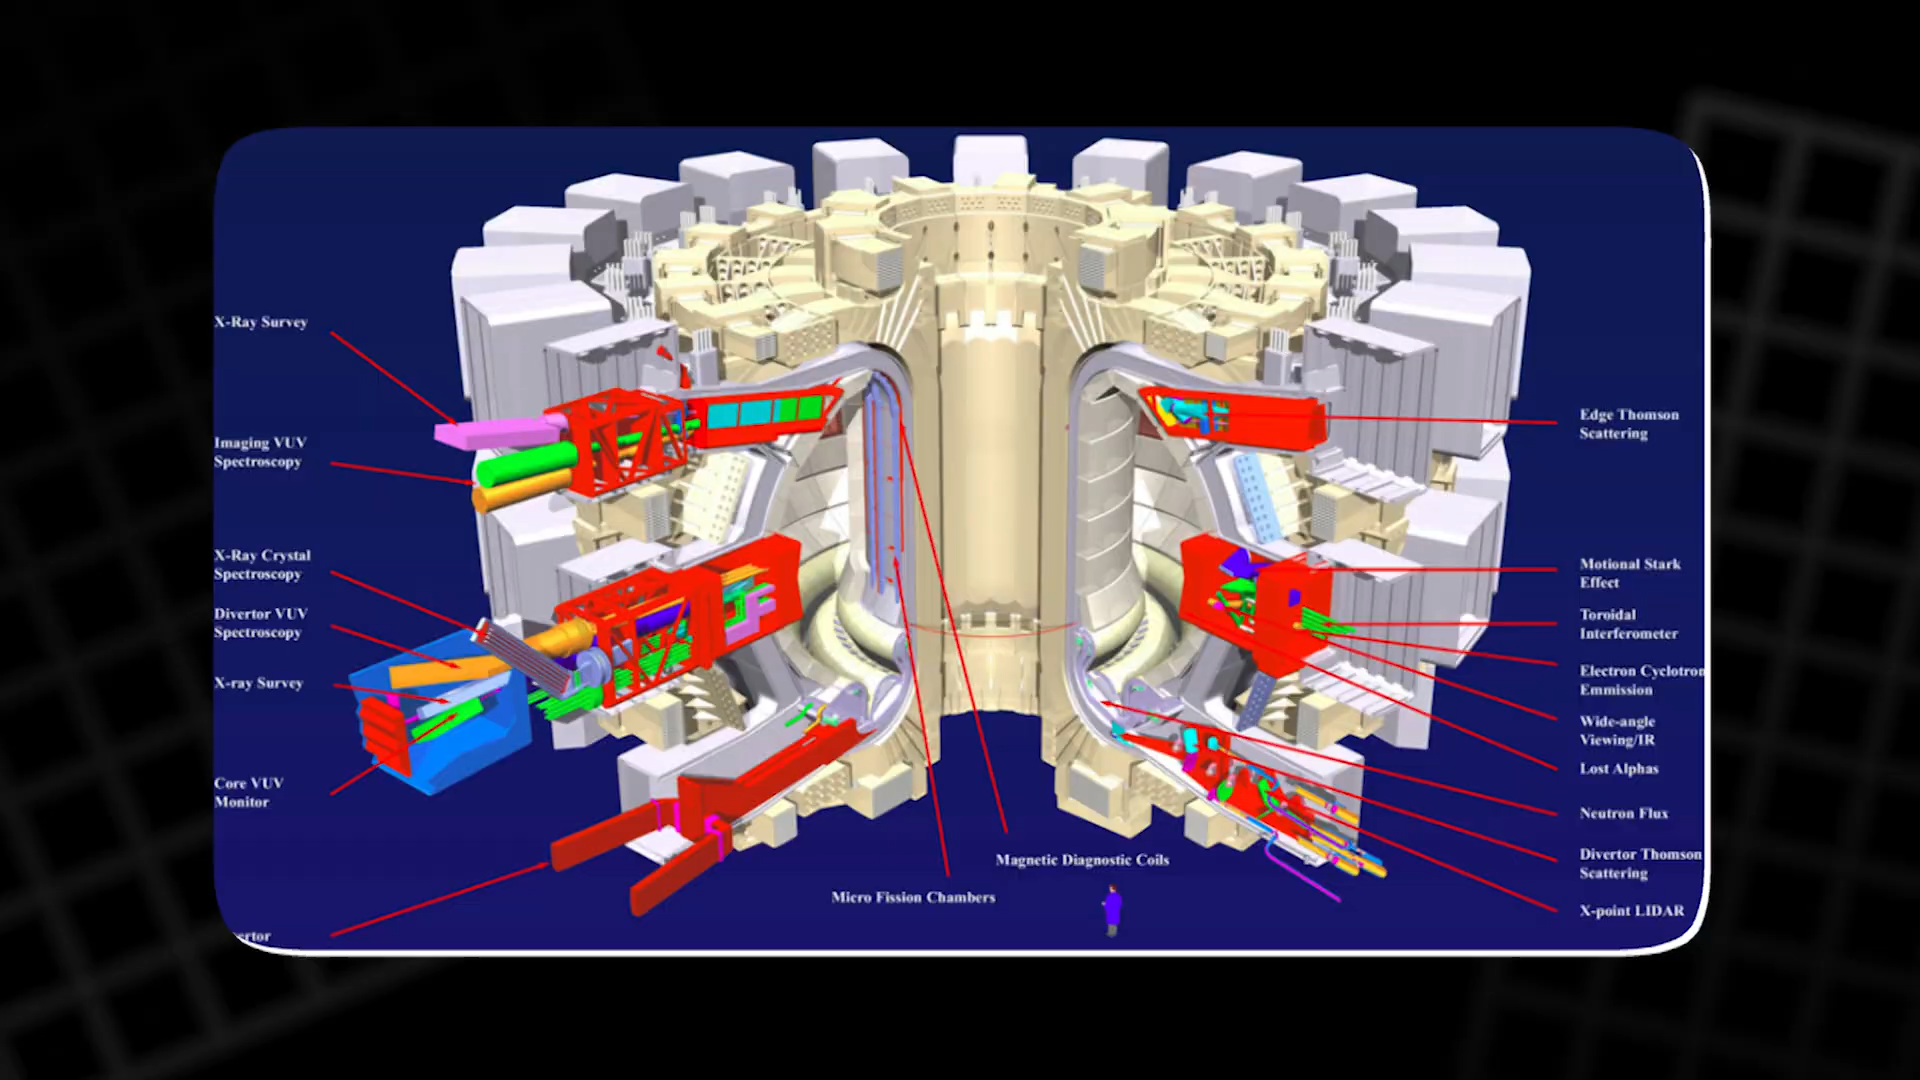 X-Ray Survey
Imaging VUV
Spectroscopy
X-Ray Crystal
Spectroscopy
Divertor VUV
Spectroscopy
X-ray Survey
Core VUV
Monitor
ertor
Micro Fission Chambers
Magnetic Diagnostic Coils
Edge Thomson
Scattering
Motional Stark
Effect
Toroidal
Interferometer
Electron Cyclotron
Emmission
Wide-angle
Viewing/IR
Lost Alphas
Neutron Flux
Divertor Thomson
Scattering
X-point LIDAR